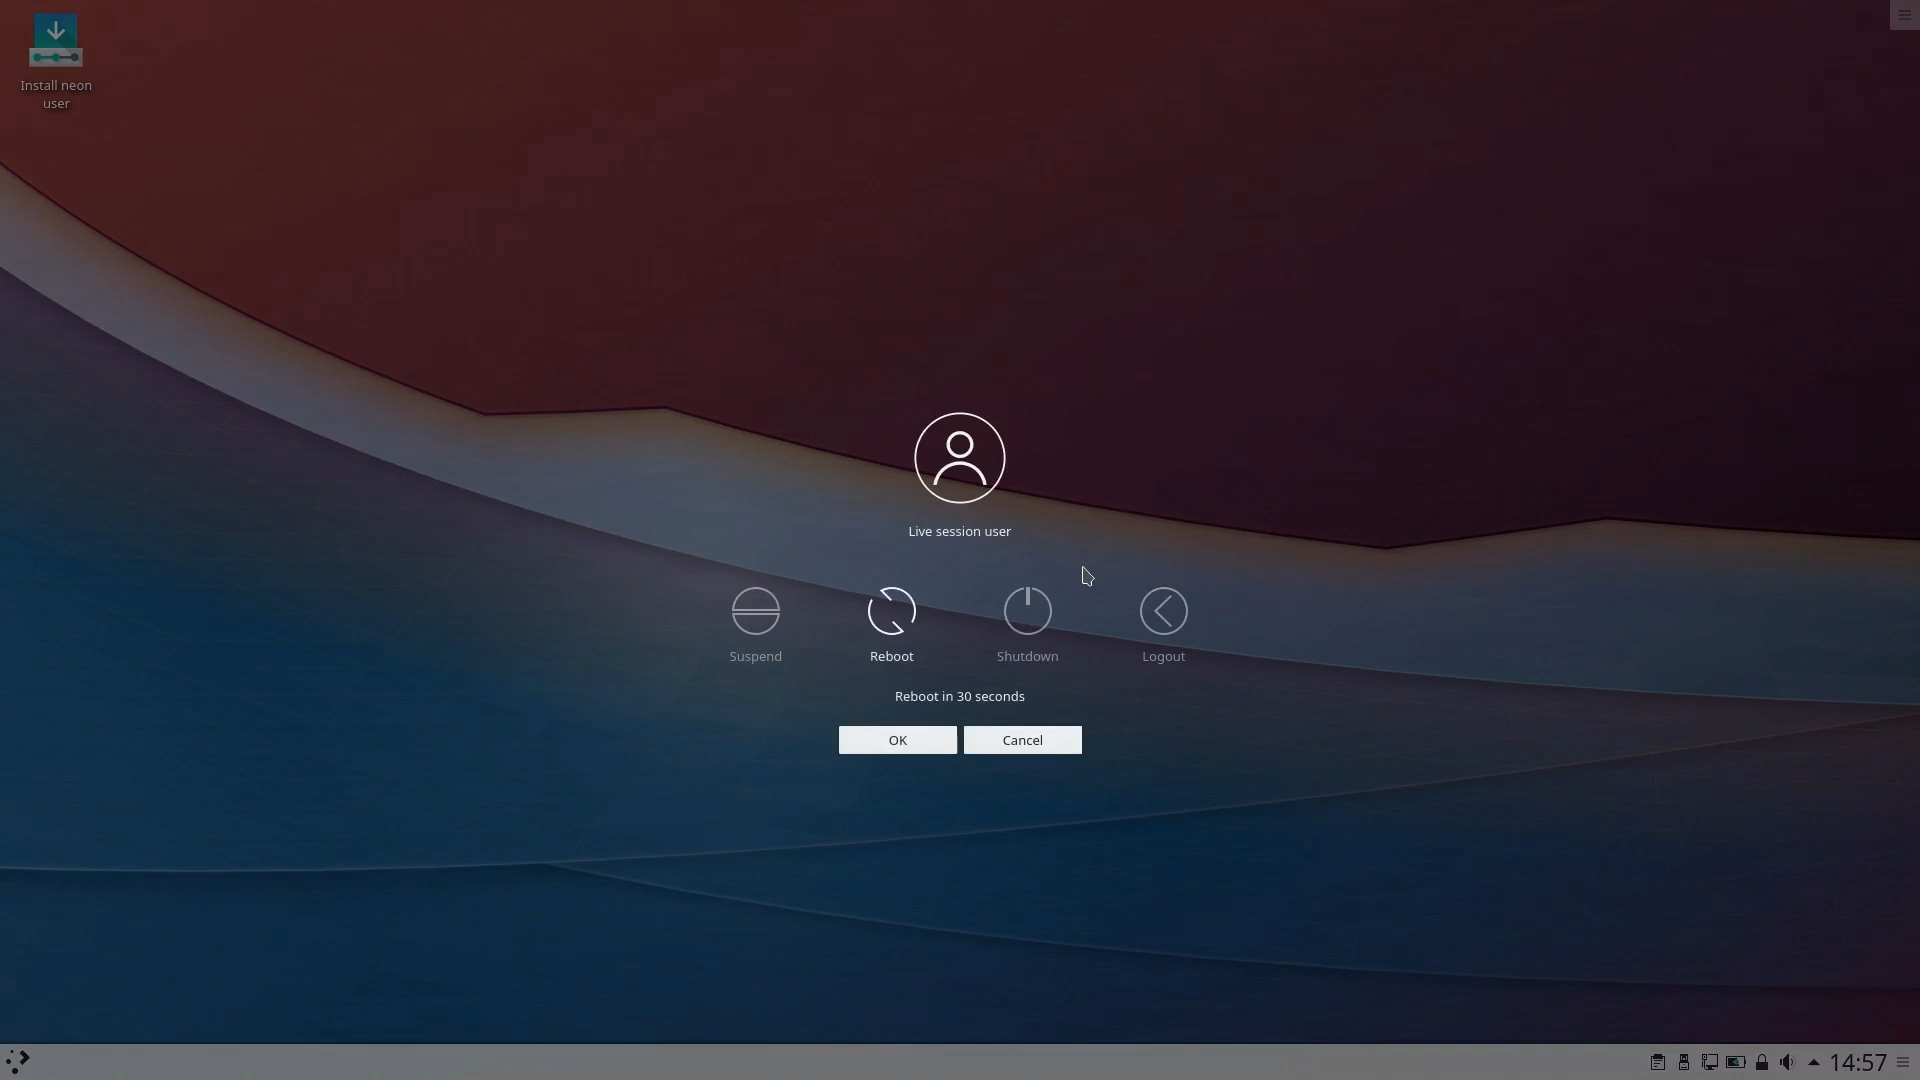 Install neon
user
Live session user
Suspend
Reboot
Shutdown
Logout
Reboot in 30 seconds
OK
Cancel
14:57